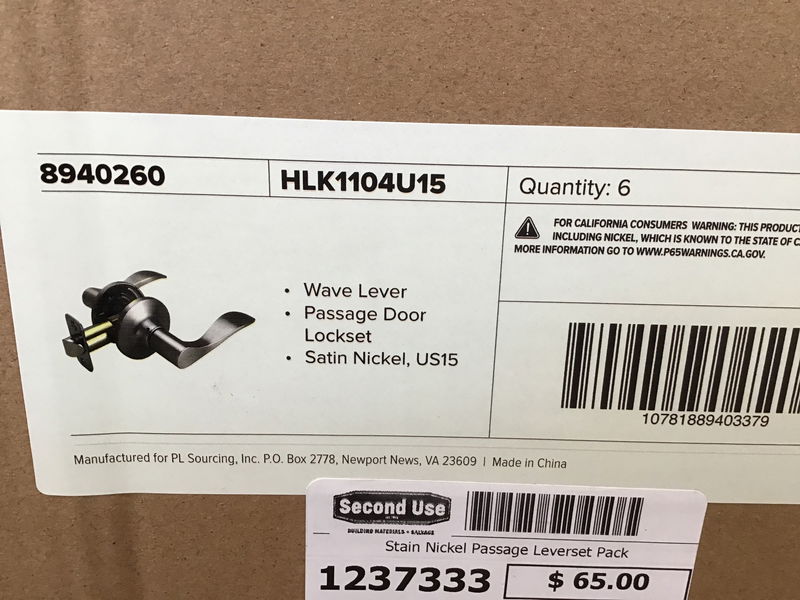 8940260
HLK1104U15
Quantity: 6
FOR CALIFORNIA CONSUMERS WARNING: THIS PRODUCT
INCLUDING NICKEL, WHICH IS KNOWN TO THE STATE OF
MORE INFORMATION GO TO WWW.P65WARNINGS.CA.GOV.
• Wave Lever
• Passage Door
Lockset
• Satin Nickel, US15
10781889403379
Manufactured for PL Sourcing, Inc. P.O. Box 2778, Newport News, VA 23609 | Made in China
Second Use
BUILDING MATERIALS • SALVAGE
Stain Nickel Passage Leverset Pack
1237333
$ 65.00